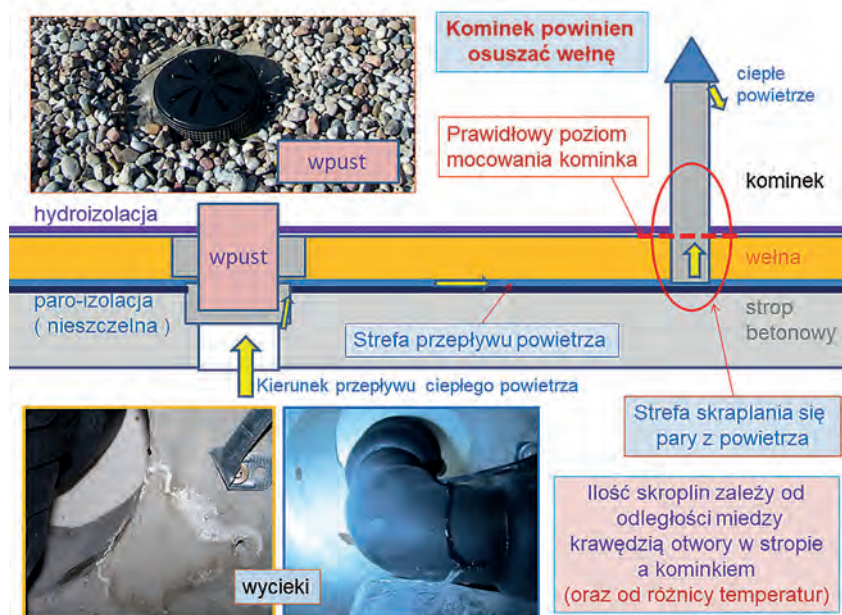 Kominek powinien
osuszać wełnę
ciepłe
powietrze
wpust
Prawidłowy poziom
mocowania kominka
kominek
hydroizolacja
wpust
wełna
paro-izolacja
( nieszczelna )
strop
betonowy
Strefa przepływu powietrza
Kierunek przepływu ciepłego powietrza
Strefa skraplania się
pary z powietrza
Ilość skroplin zależy od
odległości miedzy
krawędzią otwory w stropie
a kominkiem
(oraz od różnicy temperatur)
wycieki